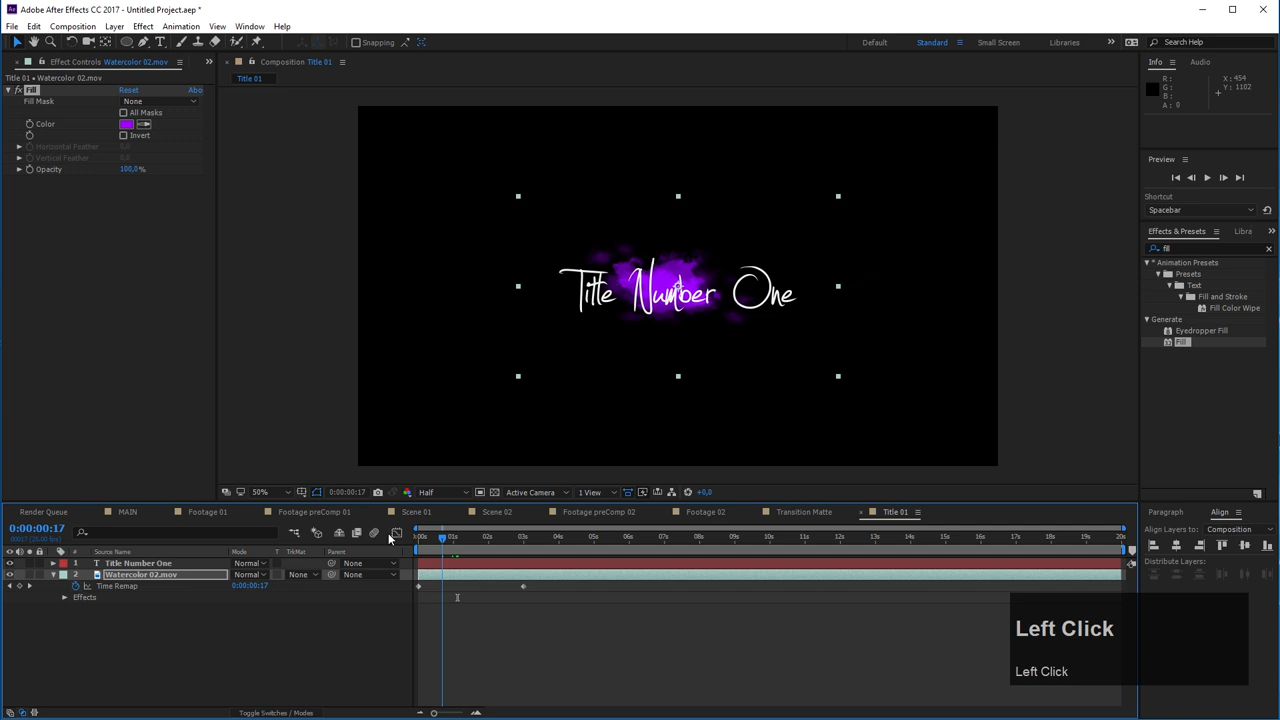 Adobe After Effects CC 2017 - Untitled Project.aep *
File Edit Composition Layer Effect Animation View Window Help
Snapping Default Standard Small Screen Libraries Search Help
Effect Controls Watercolor 02.mov
Composition Title 01
Info Audio
Title 01 • Watercolor 02.mov
Title 01
fx Fill Reset Abo
Fill Mask None
All Masks
Color
Invert
Horizontal Feather 0,0
Vertical Feather 0,0
Opacity 100,0%
R :
G :
B :
A : 0
X : 454
Y : 1102
Preview
Shortcut
Spacebar
Effects & Presets Libra
fill
* Animation Presets
Presets
Text
Fill and Stroke
Fill Color Wipe
Generate
Eyedropper Fill
Fill
Title Number One
50% 0:00:00:17 Half Active Camera 1 View +0,0
Render Queue MAIN Footage 01 Footage preComp 01 Scene 01 Scene 02 Footage preComp 02 Footage 02 Transition Matte Title 01
Paragraph Align
0:00:00:17
00017 (25.00 fps)
:00s 01s 02s 03s 04s 05s 06s 07s 08s 09s 10s 11s 12s 13s 14s 15s 16s 17s 18s 19s 20s
Align Layers to: Composition
# Source Name Mode T TrkMat Parent
1 T Title Number One Normal None
2 Watercolor 02.mov Normal None None
Time Remap 0:00:00:17
Effects
Distribute Layers:
Left Click
Left Click
Toggle Switches / Modes